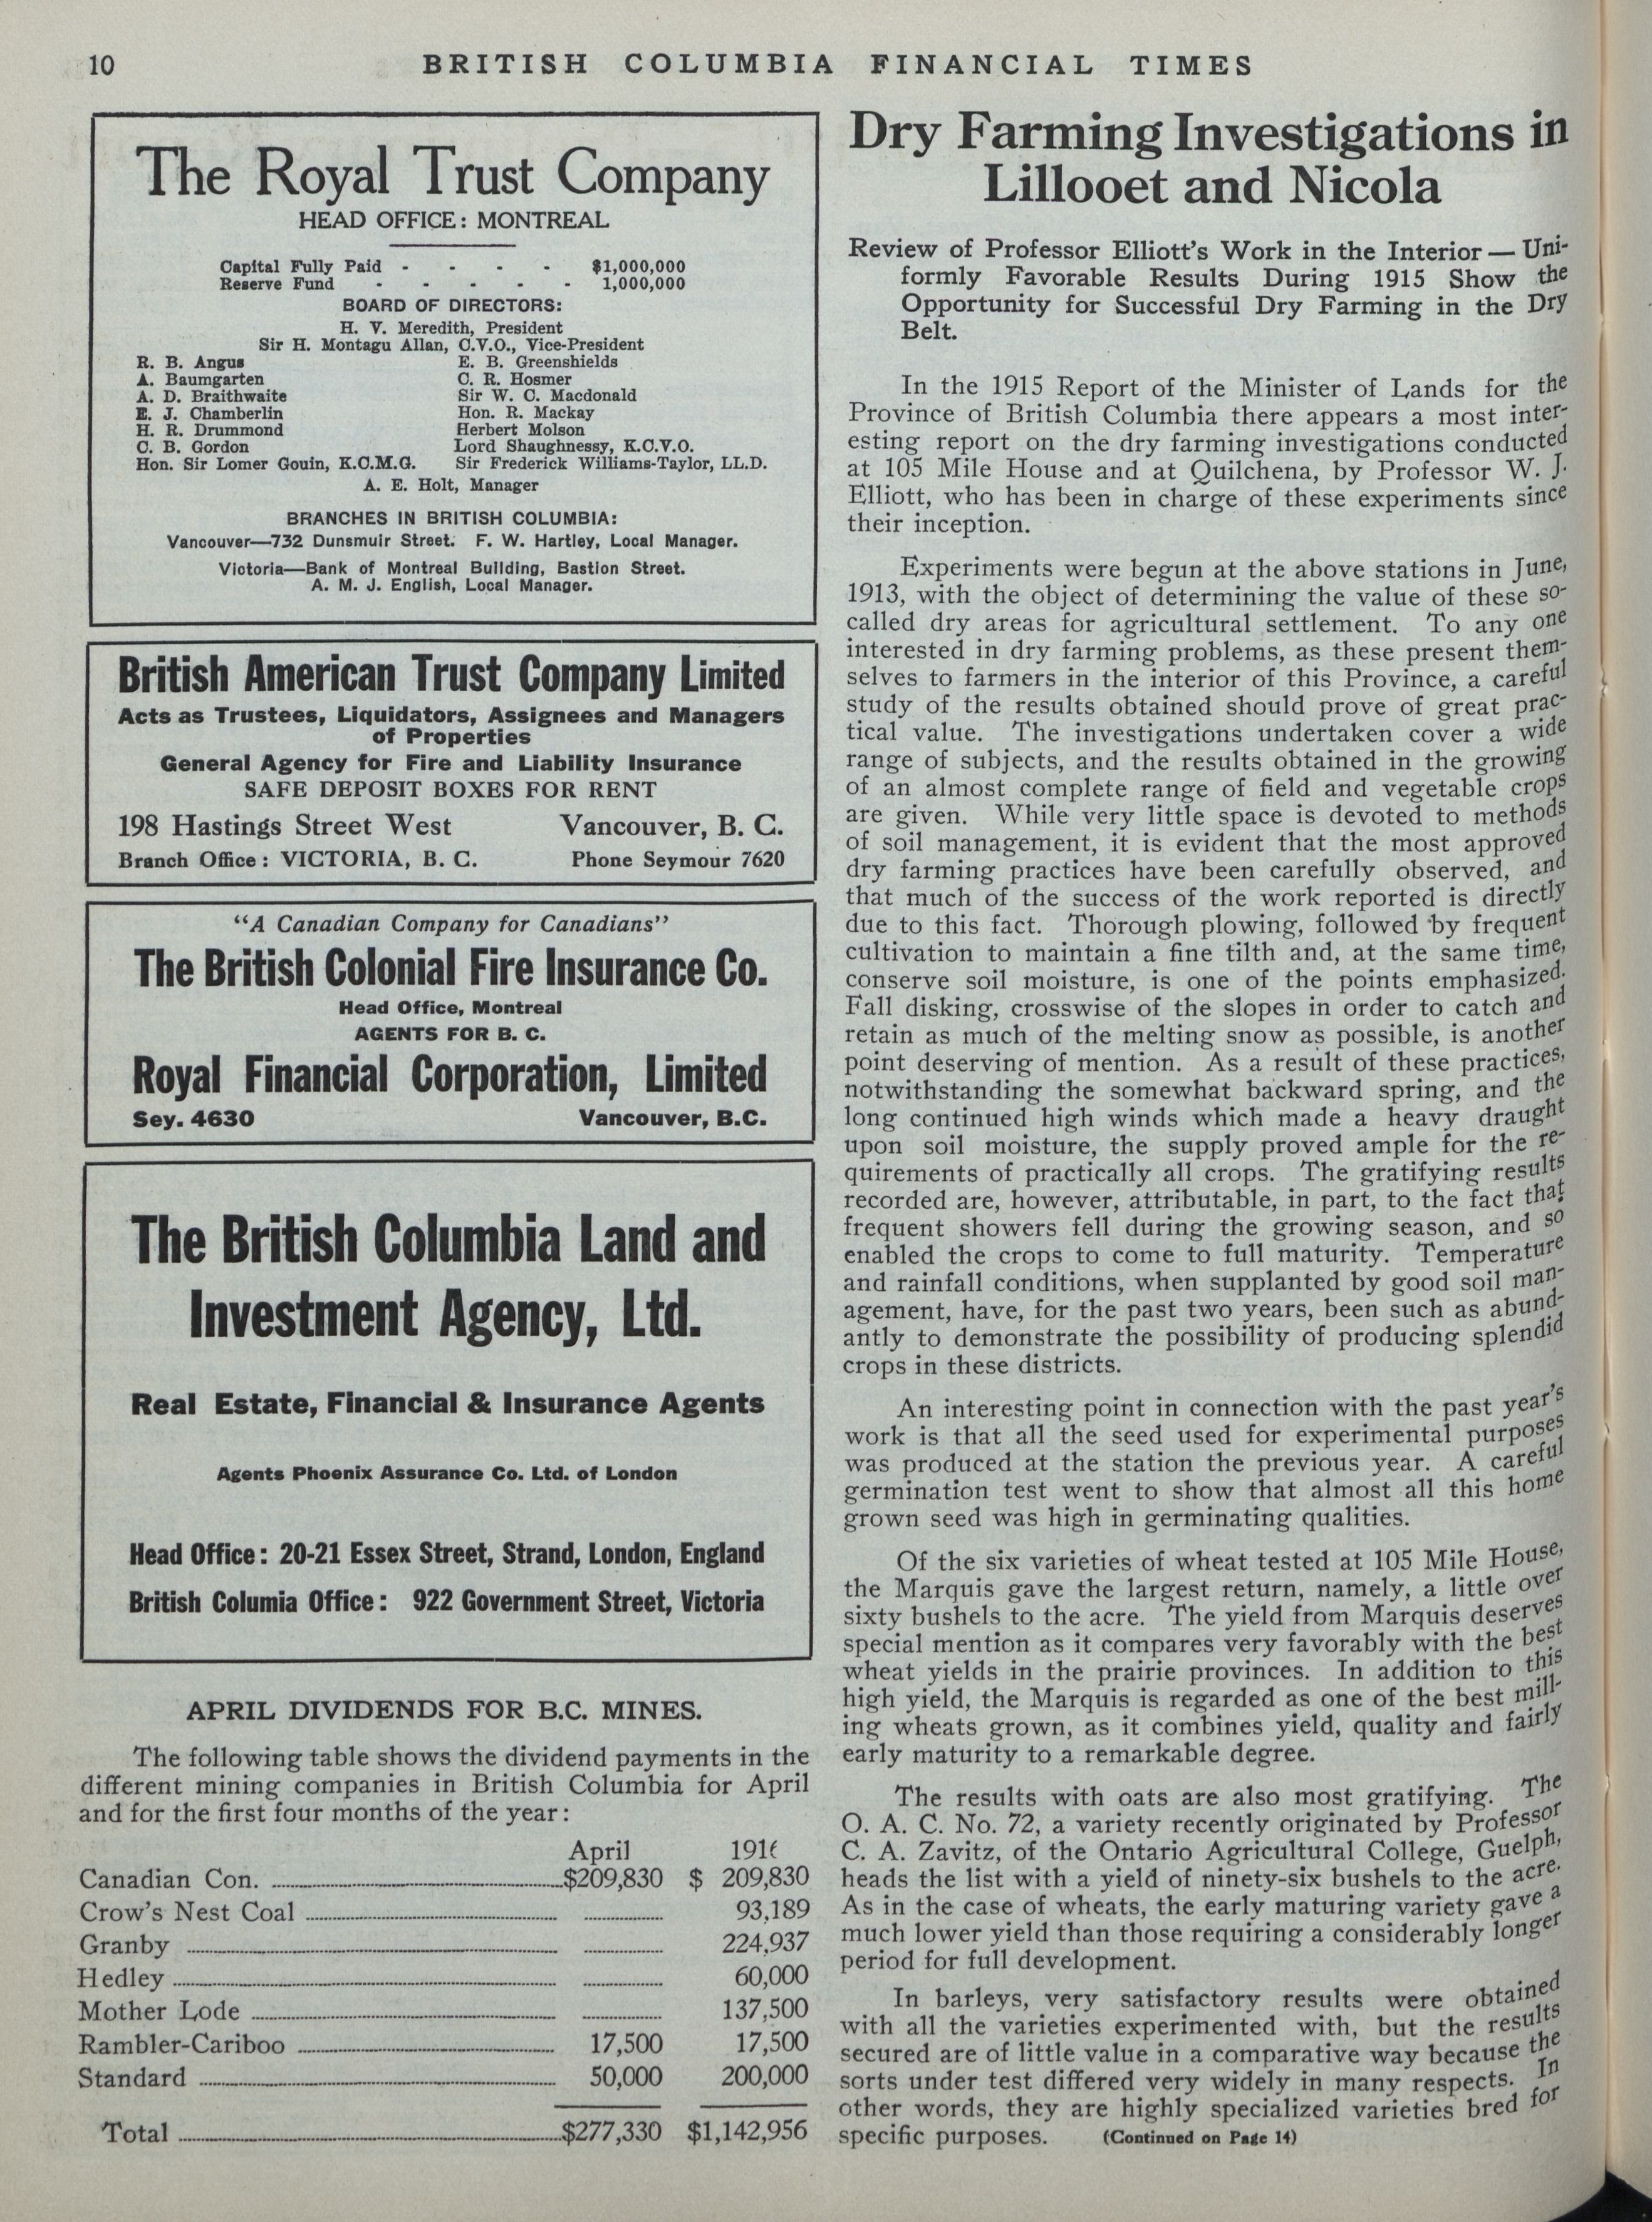 10
BRITISH COLUMBIA FINANCIAL TIMES
The Royal Trust Company
HEAD OFFICE: MONTREAL
Capital Fully Paid - - - - $1,000,000
Reserve Fund - - - - - 1,000,000
BOARD OF DIRECTORS:
H. V. Meredith, President
Sir H. Montagu Allan, C.V.O., Vice-President
R. B. Angus E. B. Greenshields
A. Baumgarten C. R. Hosmer
A. D. Braithwaite Sir W. C. Macdonald
E. J. Chamberlin Hon. R. Mackay
H. R. Drummond Herbert Molson
C. B. Gordon Lord Shaughnessy, K.C.V.O.
Hon. Sir Lomer Gouin, K.C.M.G. Sir Frederick Williams-Taylor, LL.D.
A. E. Holt, Manager
BRANCHES IN BRITISH COLUMBIA:
Vancouver—732 Dunsmuir Street. F. W. Hartley, Local Manager.
Victoria—Bank of Montreal Building, Bastion Street.
A. M. J. English, Local Manager.
British American Trust Company Limited
Acts as Trustees, Liquidators, Assignees and Managers
of Properties
General Agency for Fire and Liability Insurance
SAFE DEPOSIT BOXES FOR RENT
198 Hastings Street West Vancouver, B. C.
Branch Office: VICTORIA, B. C. Phone Seymour 7620
"A Canadian Company for Canadians"
The British Colonial Fire Insurance Co.
Head Office, Montreal
AGENTS FOR B. C.
Royal Financial Corporation, Limited
Sey. 4630 Vancouver, B.C.
The British Columbia Land and
Investment Agency, Ltd.
Real Estate, Financial & Insurance Agents
Agents Phoenix Assurance Co. Ltd. of London
Head Office: 20-21 Essex Street, Strand, London, England
British Columia Office: 922 Government Street, Victoria
APRIL DIVIDENDS FOR B.C. MINES.
The following table shows the dividend payments in the
different mining companies in British Columbia for April
and for the first four months of the year:
April 1916
Canadian Con. $209,830 $ 209,830
Crow's Nest Coal 93,189
Granby 224,937
Hedley 60,000
Mother Lode 137,500
Rambler-Cariboo 17,500 17,500
Standard 50,000 200,000
Total $277,330 $1,142,956
Dry Farming Investigations in
Lillooet and Nicola
Review of Professor Elliott's Work in the Interior — Uni-
formly Favorable Results During 1915 Show the
Opportunity for Successful Dry Farming in the Dry
Belt.
In the 1915 Report of the Minister of Lands for the
Province of British Columbia there appears a most inter-
esting report on the dry farming investigations conducted
at 105 Mile House and at Quilchena, by Professor W. J.
Elliott, who has been in charge of these experiments since
their inception.
Experiments were begun at the above stations in June,
1913, with the object of determining the value of these so-
called dry areas for agricultural settlement. To any one
interested in dry farming problems, as these present them-
selves to farmers in the interior of this Province, a careful
study of the results obtained should prove of great prac-
tical value. The investigations undertaken cover a wide
range of subjects, and the results obtained in the growing
of an almost complete range of field and vegetable crops
are given. While very little space is devoted to methods
of soil management, it is evident that the most approved
dry farming practices have been carefully observed, and
that much of the success of the work reported is directly
due to this fact. Thorough plowing, followed by frequent
cultivation to maintain a fine tilth and, at the same time,
conserve soil moisture, is one of the points emphasized.
Fall disking, crosswise of the slopes in order to catch and
retain as much of the melting snow as possible, is another
point deserving of mention. As a result of these practices,
notwithstanding the somewhat backward spring, and the
long continued high winds which made a heavy draught
upon soil moisture, the supply proved ample for the re-
quirements of practically all crops. The gratifying results
recorded are, however, attributable, in part, to the fact that
frequent showers fell during the growing season, and so
enabled the crops to come to full maturity. Temperature
and rainfall conditions, when supplanted by good soil man-
agement, have, for the past two years, been such as abund-
antly to demonstrate the possibility of producing splendid
crops in these districts.
An interesting point in connection with the past year's
work is that all the seed used for experimental purposes
was produced at the station the previous year. A careful
germination test went to show that almost all this home
grown seed was high in germinating qualities.
Of the six varieties of wheat tested at 105 Mile House,
the Marquis gave the largest return, namely, a little over
sixty bushels to the acre. The yield from Marquis deserves
special mention as it compares very favorably with the best
wheat yields in the prairie provinces. In addition to this
high yield, the Marquis is regarded as one of the best mill-
ing wheats grown, as it combines yield, quality and fairly
early maturity to a remarkable degree.
The results with oats are also most gratifying. The
O. A. C. No. 72, a variety recently originated by Professor
C. A. Zavitz, of the Ontario Agricultural College, Guelph,
heads the list with a yield of ninety-six bushels to the acre.
As in the case of wheats, the early maturing variety gave a
much lower yield than those requiring a considerably longer
period for full development.
In barleys, very satisfactory results were obtained
with all the varieties experimented with, but the results
secured are of little value in a comparative way because the
sorts under test differed very widely in many respects. In
other words, they are highly specialized varieties bred for
specific purposes. (Continued on Page 14)